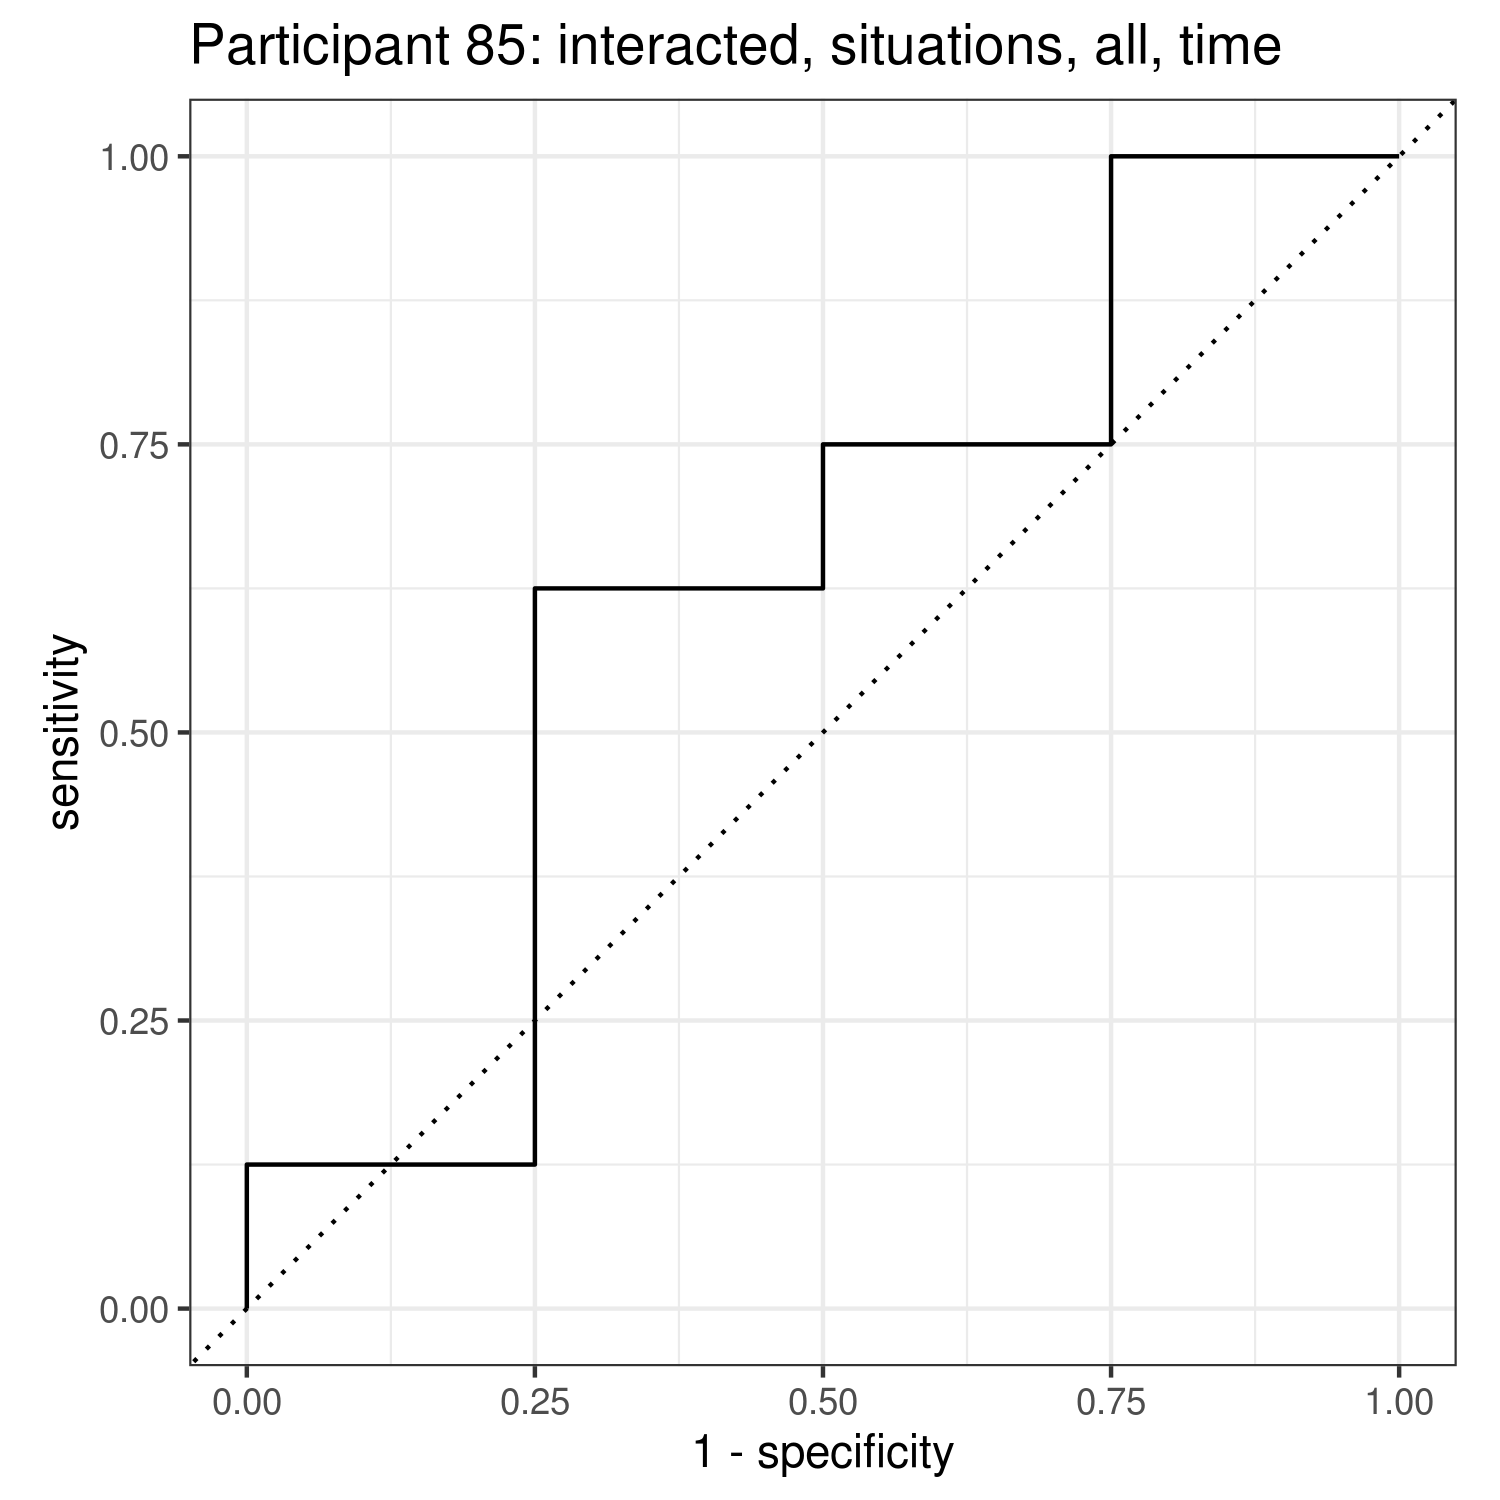 Participant 85: interacted, situations, all, time
1.00
0.75
0.50
0.25
0.00
sensitivity
0.00 0.25 0.50 0.75 1.00
1 - specificity